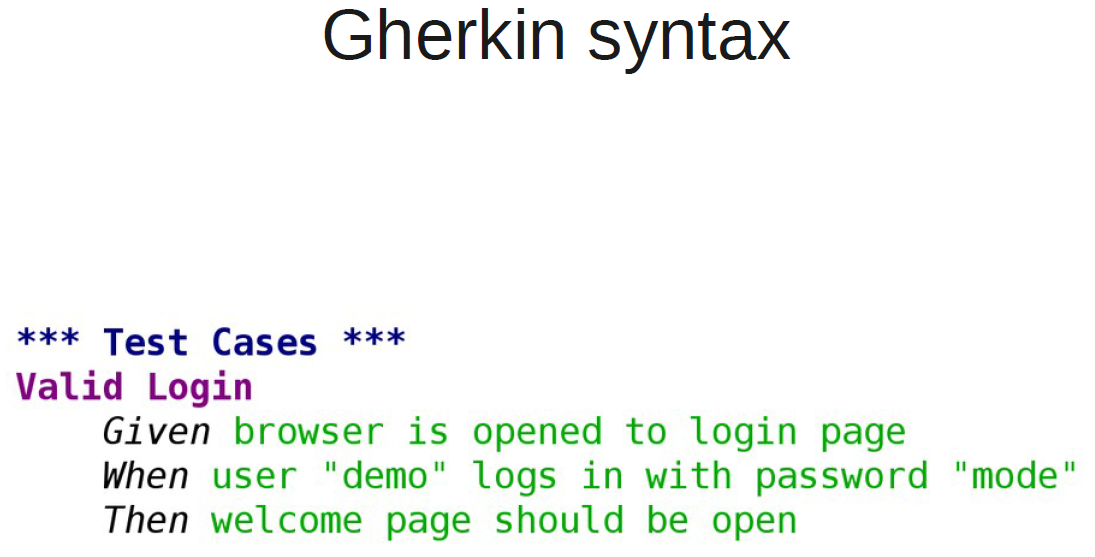 Gherkin syntax
*** Test Cases ***
Valid Login
Given browser is opened to login page
When user "demo" logs in with password "mode"
Then welcome page should be open